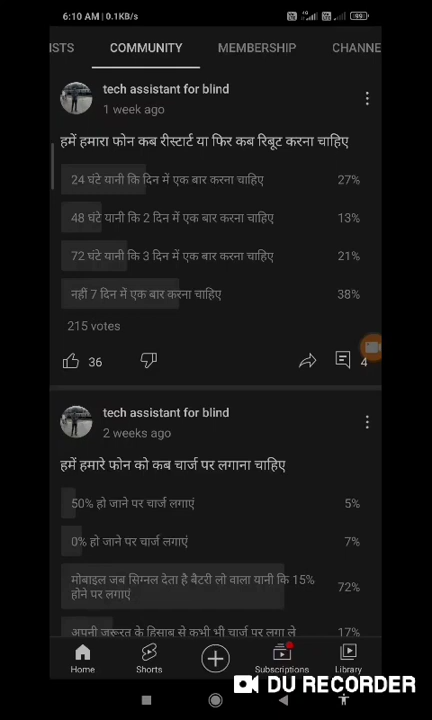 6:10 AM | 0.1KB/s
99
ISTS COMMUNITY MEMBERSHIP CHANNE
tech assistant for blind
1 week ago
हमें हमारा फोन कब रीस्टार्ट या फिर कब रिबूट करना चाहिए
24 घंटे यानी कि दिन में एक बार करना चाहिए 27%
48 घंटे यानी कि 2 दिन में एक बार करना चाहिए 13%
72 घंटे यानी कि 3 दिन में एक बार करना चाहिए 21%
नहीं 7 दिन में एक बार करना चाहिए 38%
215 votes
36 4
tech assistant for blind
2 weeks ago
हमें हमारे फोन को कब चार्ज पर लगाना चाहिए
50% हो जाने पर चार्ज लगाएं 5%
0% हो जाने पर चार्ज लगाएं 7%
मोबाइल जब सिग्नल देता है बैटरी लो वाला यानी कि 15%
होने पर लगाएं 72%
अपनी जरूरत के हिसाब से कभी भी चार्ज पर लगा ले 17%
Home Shorts Subscriptions Library
DU RECORDER